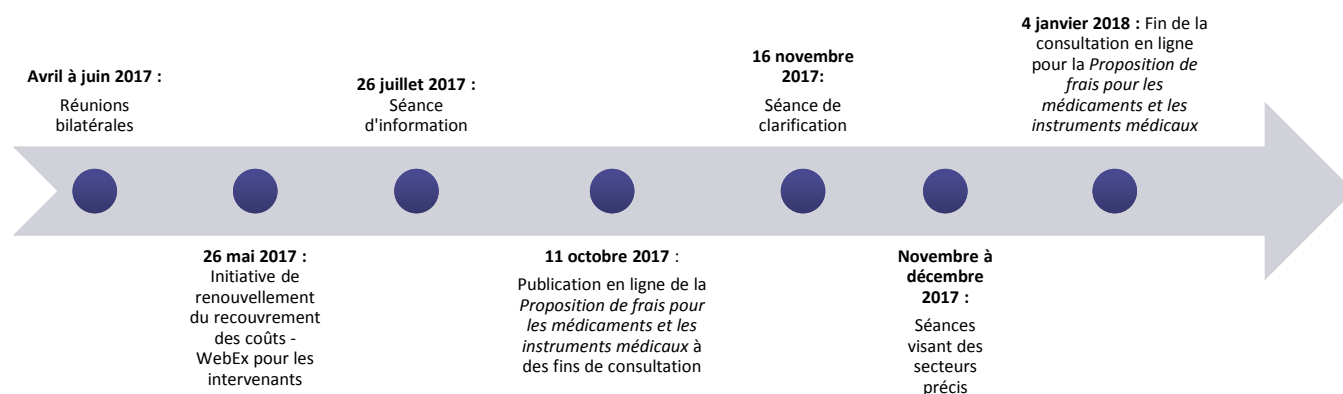 Avril à juin 2017 :
Réunions
bilatérales
26 mai 2017 :
Initiative de
renouvellement
du recouvrement
des coûts -
WebEx pour les
intervenants
26 juillet 2017 :
Séance
d'information
11 octobre 2017 :
Publication en ligne de la
Proposition de frais pour
les médicaments et les
instruments médicaux à
des fins de consultation
16 novembre
2017:
Séance de
clarification
Novembre à
décembre
2017 :
Séances
visant des
secteurs
précis
4 janvier 2018 : Fin de la
consultation en ligne
pour la Proposition de
frais pour les
médicaments et les
instruments médicaux